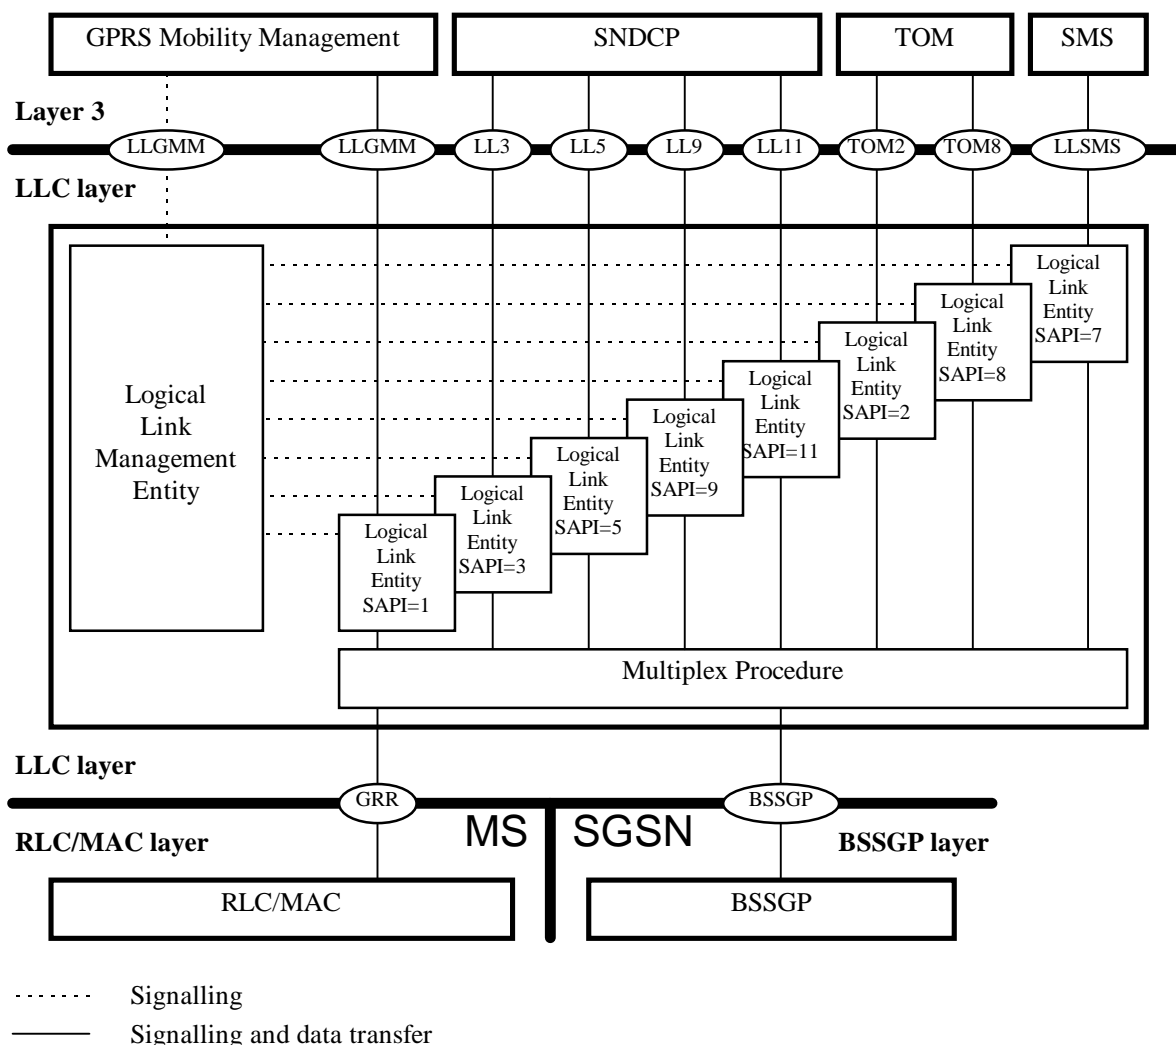 GPRS Mobility Management
SNDCP
TOM
SMS
Layer 3
LLGMM
LLGMM
LL3
LL5
LL9
LL11
TOM2
TOM8
LLSMS
LLC layer
Logical
Link
Management
Entity
Logical
Link
Entity
SAPI=1
Logical
Link
Entity
SAPI=3
Logical
Link
Entity
SAPI=5
Logical
Link
Entity
SAPI=9
Logical
Link
Entity
SAPI=11
Logical
Link
Entity
SAPI=2
Logical
Link
Entity
SAPI=8
Logical
Link
Entity
SAPI=7
Multiplex Procedure
LLC layer
GRR
BSSGP
RLC/MAC layer
MS
SGSN
BSSGP layer
RLC/MAC
BSSGP
Signalling
Signalling and data transfer